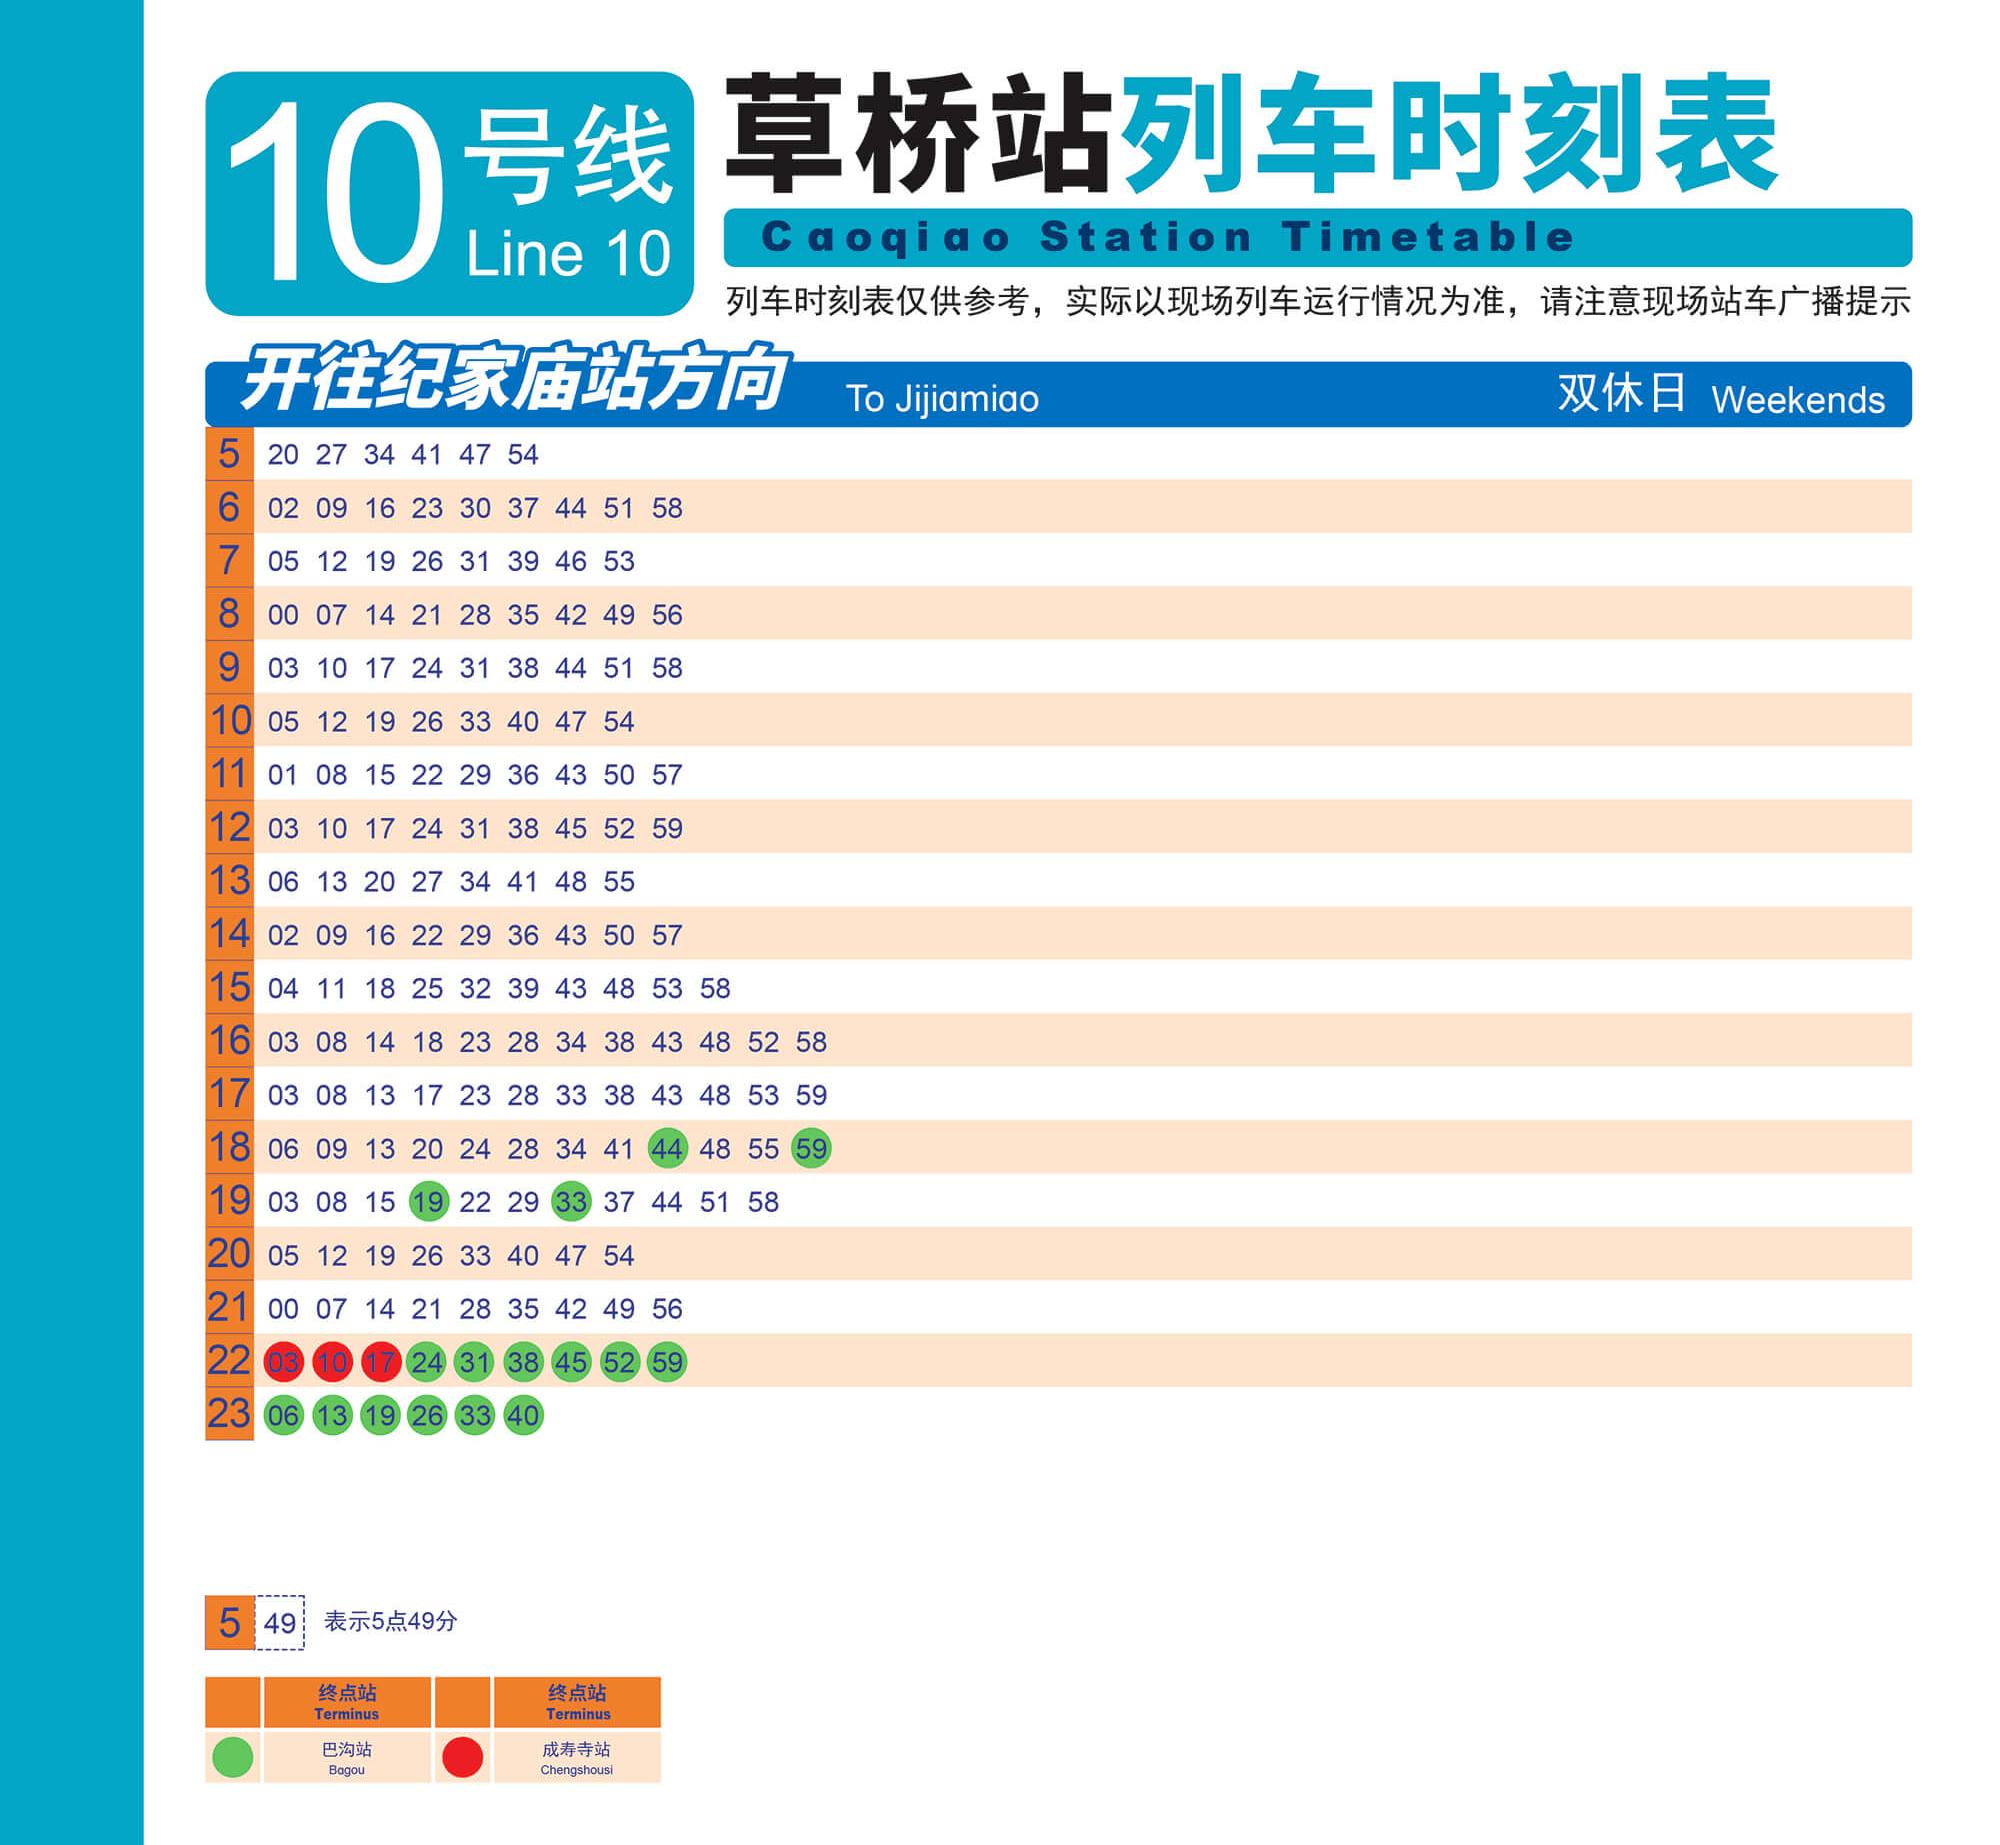 10号线
Line 10
草桥站列车时刻表
Caoqiao Station Timetable
列车时刻表仅供参考，实际以现场列车运行情况为准，请注意现场站车广播提示
开往纪家庙站方向 To Jijiamiao 双休日 Weekends
5 20 27 34 41 47 54
6 02 09 16 23 30 37 44 51 58
7 05 12 19 26 31 39 46 53
8 00 07 14 21 28 35 42 49 56
9 03 10 17 24 31 38 44 51 58
10 05 12 19 26 33 40 47 54
11 01 08 15 22 29 36 43 50 57
12 03 10 17 24 31 38 45 52 59
13 06 13 20 27 34 41 48 55
14 02 09 16 22 29 36 43 50 57
15 04 11 18 25 32 39 43 48 53 58
16 03 08 14 18 23 28 34 38 43 48 52 58
17 03 08 13 17 23 28 33 38 43 48 53 59
18 06 09 13 20 24 28 34 41 44 48 55 59
19 03 08 15 19 22 29 33 37 44 51 58
20 05 12 19 26 33 40 47 54
21 00 07 14 21 28 35 42 49 56
22 03 10 17 24 31 38 45 52 59
23 06 13 19 26 33 40
5 49 表示5点49分
终点站 终点站
Terminus Terminus
巴沟站 成寿寺站
Bagou Chengshousi